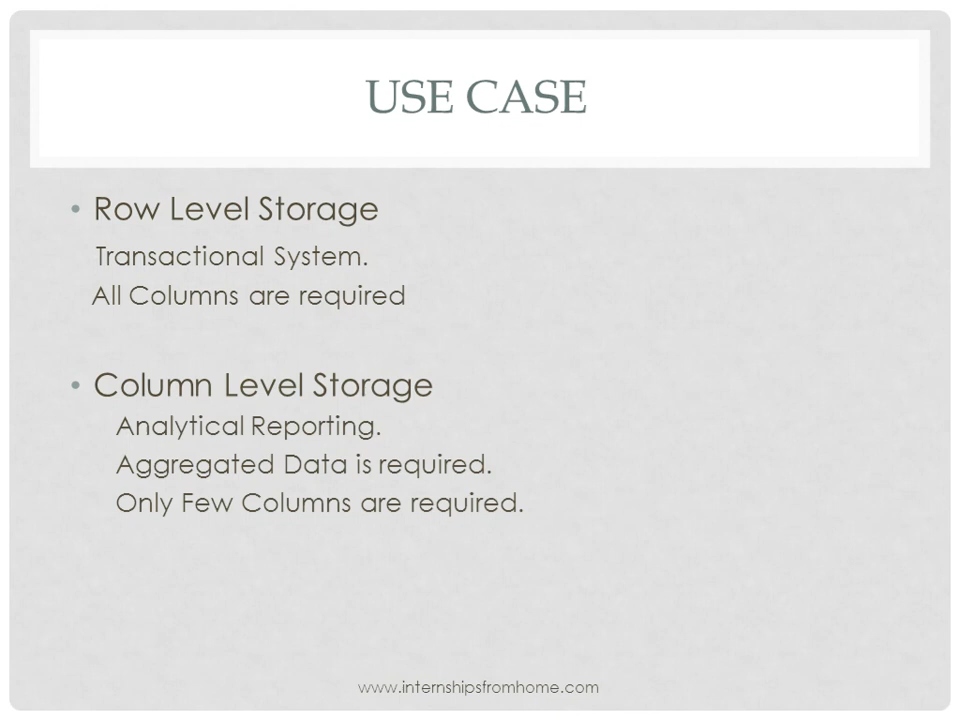 USE CASE
• Row Level Storage
Transactional System.
All Columns are required
• Column Level Storage
Analytical Reporting.
Aggregated Data is required.
Only Few Columns are required.
www.internshipsfromhome.com